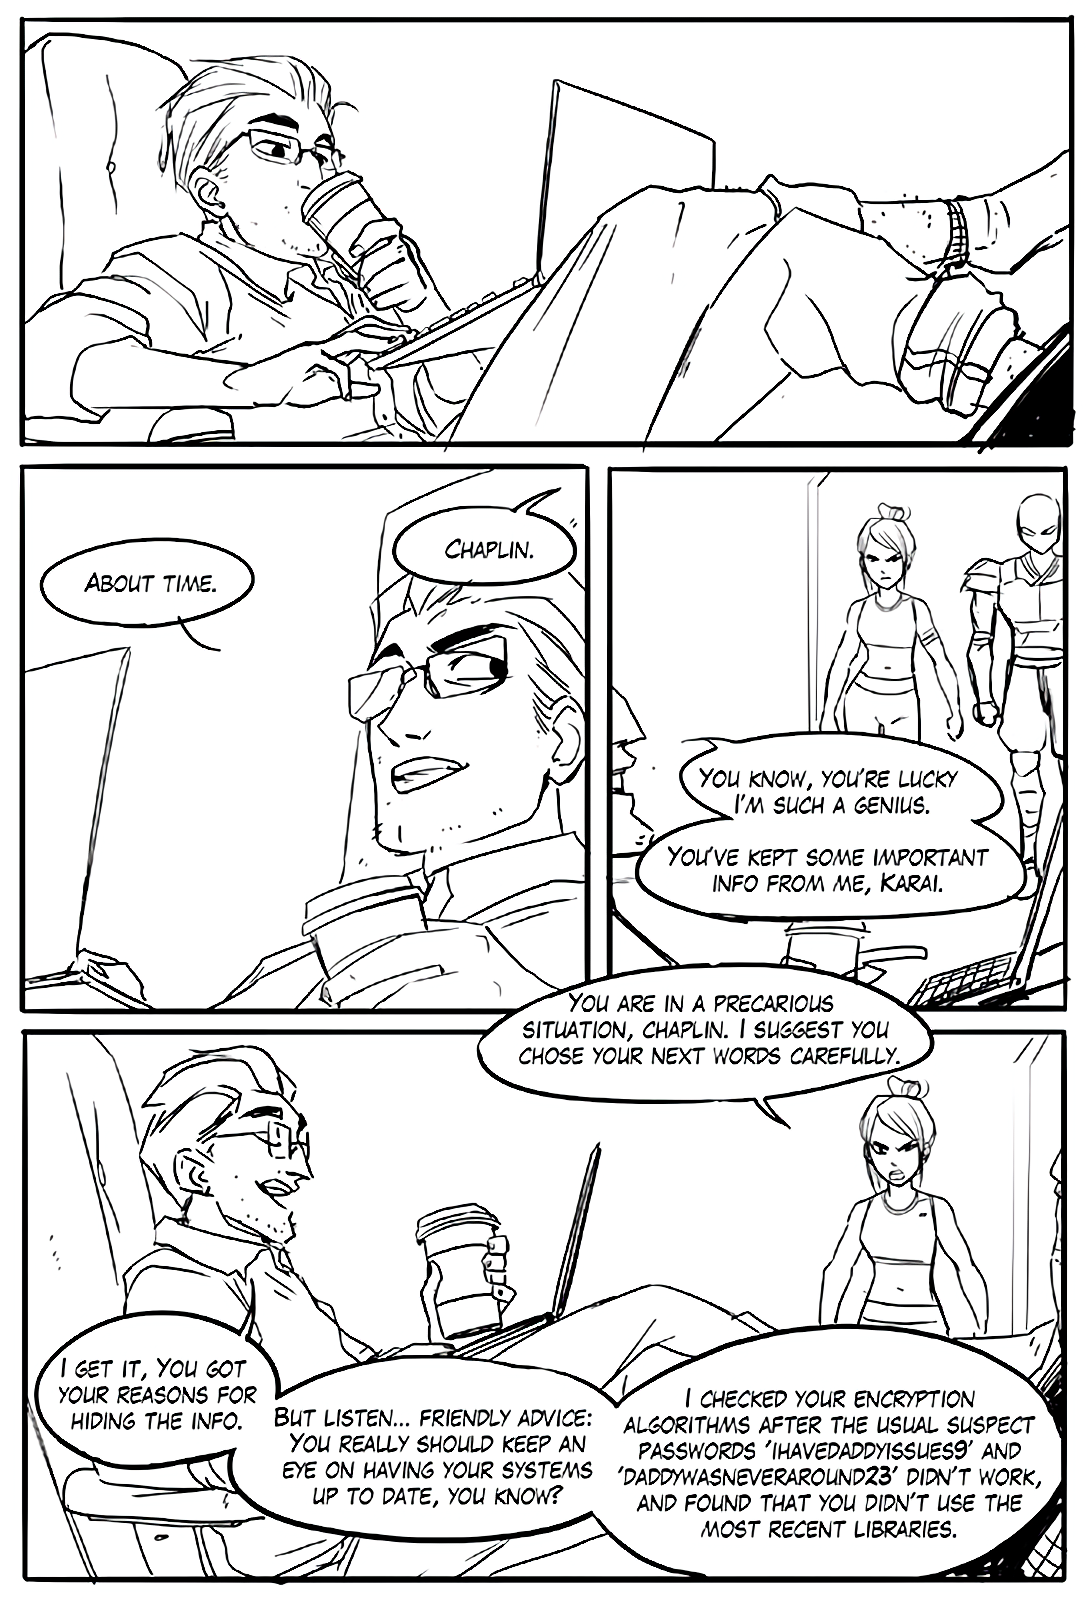 Chaplin.
About time.
You know, you're lucky
I'm such a genius.
You've kept some important
info from me, Karai.
You are in a precarious
situation, chaplin. I suggest you
chose your next words carefully.
I get it, You got
your reasons for
hiding the info.
But listen... friendly advice:
You really should keep an
eye on having your systems
up to date, you know?
I checked your encryption
algorithms after the usual suspect
passwords 'ihavedaddyissues9' and
'daddywasneveraround23' didn't work,
and found that you didn't use the
most recent libraries.